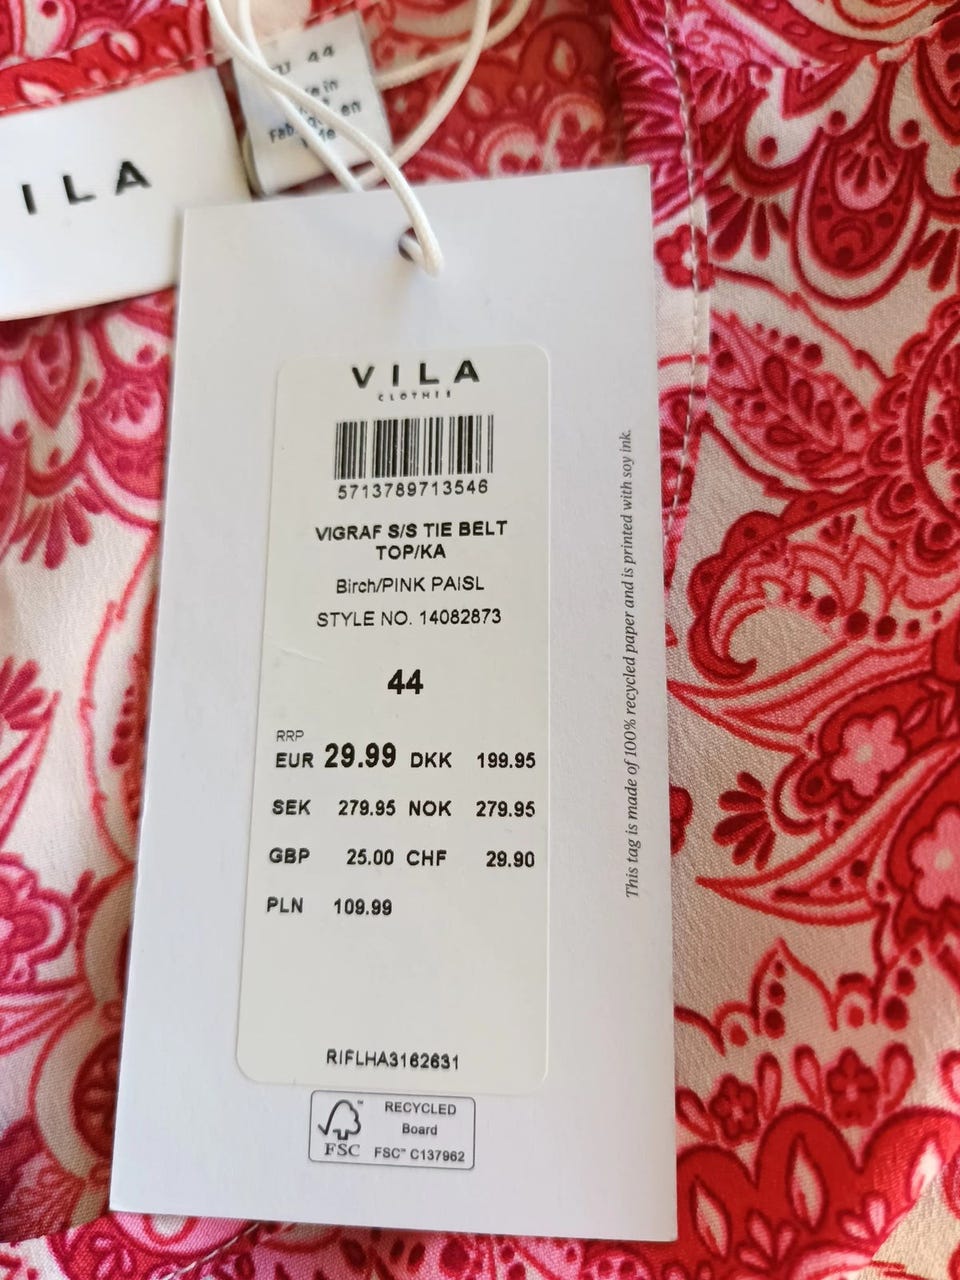 44
ILA
VILA
CLOTHES
5713789713546
VIGRAF S/S TIE BELT
TOP/KA
Birch/PINK PAISL
STYLE NO. 14082873
44
RRP
EUR 29.99 DKK 199.95
SEK 279.95 NOK 279.95
GBP 25.00 CHF 29.90
PLN 109.99
RIFLHA3162631
RECYCLED
Board
FSC FSC™ C137962
This tag is made of 100% recycled paper and is printed with soy ink.